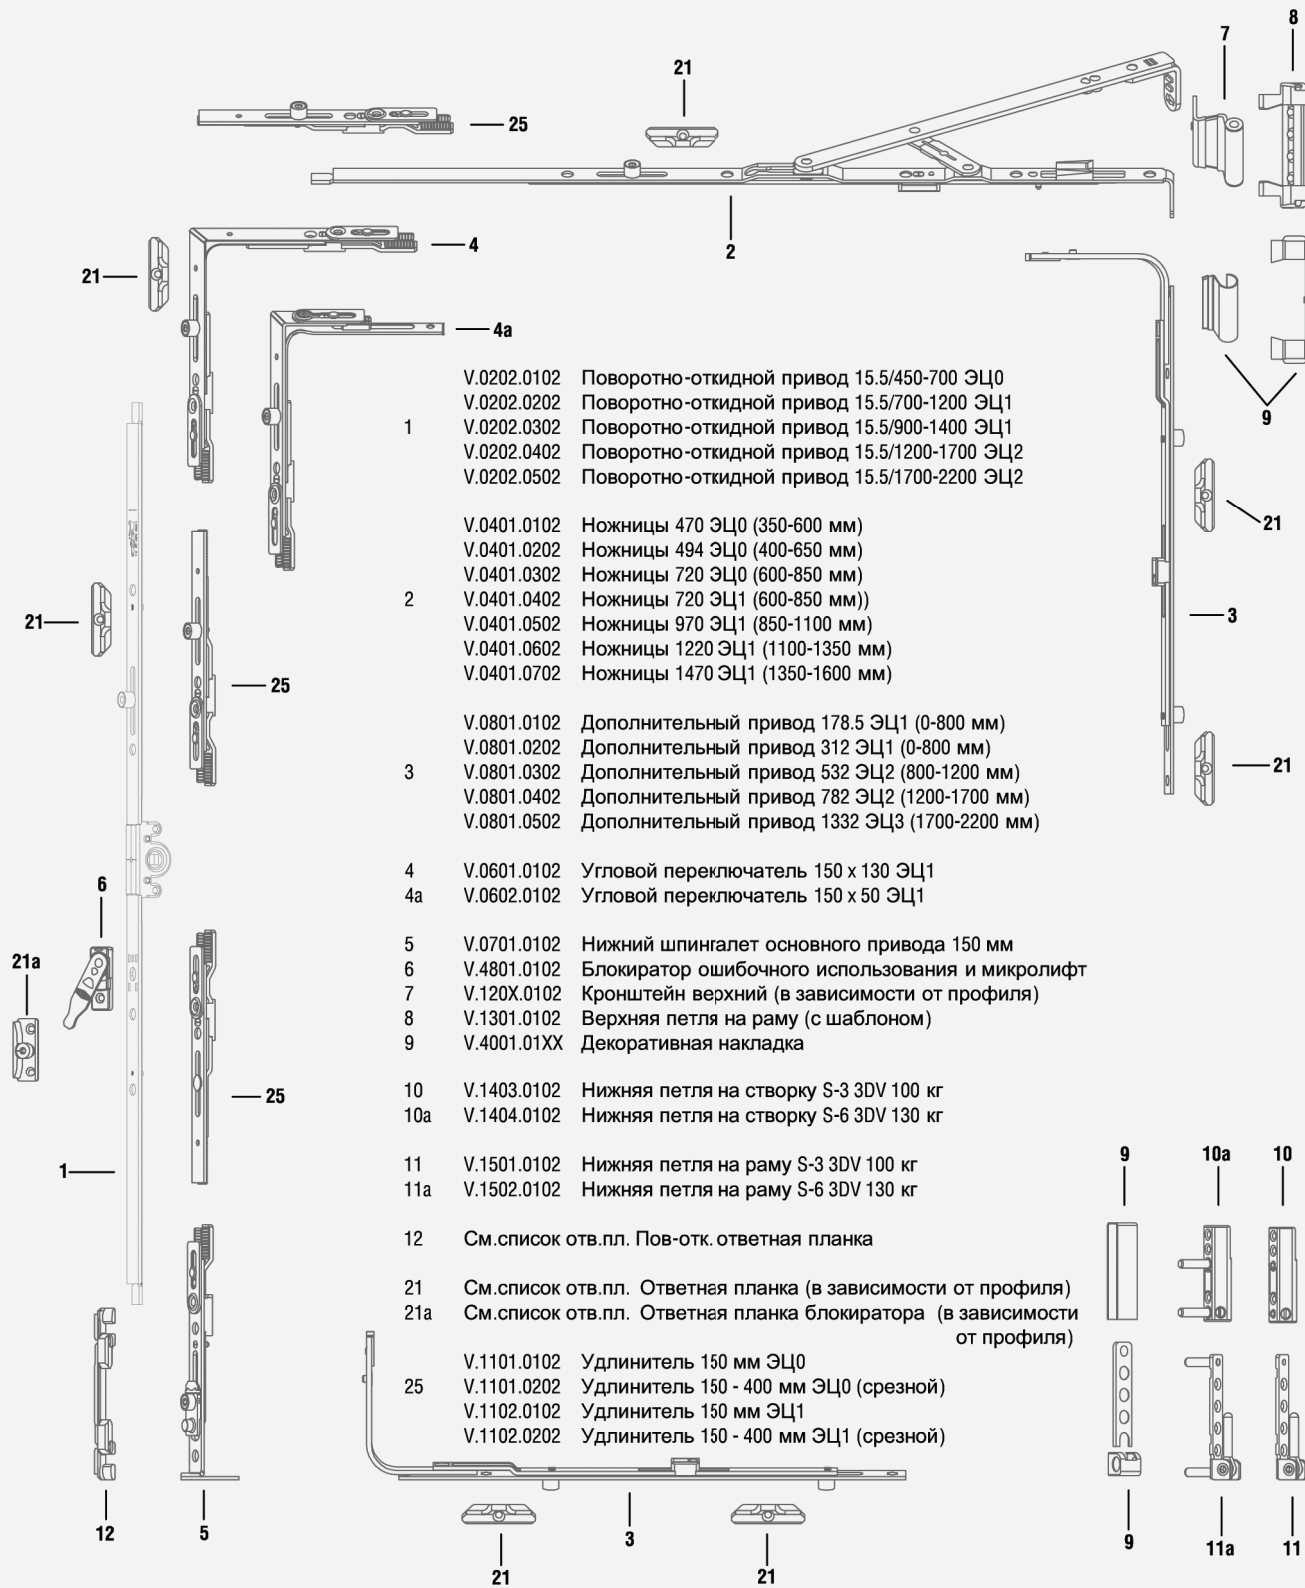 8
7
21
25
2
4
21
4a
9
V.0202.0102 Поворотно-откидной привод 15.5/450-700 ЭЦ0
V.0202.0202 Поворотно-откидной привод 15.5/700-1200 ЭЦ1
1 V.0202.0302 Поворотно-откидной привод 15.5/900-1400 ЭЦ1
V.0202.0402 Поворотно-откидной привод 15.5/1200-1700 ЭЦ2
V.0202.0502 Поворотно-откидной привод 15.5/1700-2200 ЭЦ2
V.0401.0102 Ножницы 470 ЭЦ0 (350-600 мм)
V.0401.0202 Ножницы 494 ЭЦ0 (400-650 мм)
V.0401.0302 Ножницы 720 ЭЦ0 (600-850 мм)
2 V.0401.0402 Ножницы 720 ЭЦ1 (600-850 мм))
V.0401.0502 Ножницы 970 ЭЦ1 (850-1100 мм)
V.0401.0602 Ножницы 1220 ЭЦ1 (1100-1350 мм)
V.0401.0702 Ножницы 1470 ЭЦ1 (1350-1600 мм)
21
21
3
25
V.0801.0102 Дополнительный привод 178.5 ЭЦ1 (0-800 мм)
V.0801.0202 Дополнительный привод 312 ЭЦ1 (0-800 мм)
3 V.0801.0302 Дополнительный привод 532 ЭЦ2 (800-1200 мм)
V.0801.0402 Дополнительный привод 782 ЭЦ2 (1200-1700 мм)
V.0801.0502 Дополнительный привод 1332 ЭЦ3 (1700-2200 мм)
21
4 V.0601.0102 Угловой переключатель 150 x 130 ЭЦ1
4a V.0602.0102 Угловой переключатель 150 x 50 ЭЦ1
6
5 V.0701.0102 Нижний шпингалет основного привода 150 мм
6 V.4801.0102 Блокиратор ошибочного использования и микролифт
7 V.120X.0102 Кронштейн верхний (в зависимости от профиля)
8 V.1301.0102 Верхняя петля на раму (с шаблоном)
9 V.4001.01XX Декоративная накладка
21a
25
10 V.1403.0102 Нижняя петля на створку S-3 3DV 100 кг
10a V.1404.0102 Нижняя петля на створку S-6 3DV 130 кг
1
11 V.1501.0102 Нижняя петля на раму S-3 3DV 100 кг
11a V.1502.0102 Нижняя петля на раму S-6 3DV 130 кг
9
10a
10
12 См.список отв.пл. Пов-отк. ответная планка
21 См.список отв.пл. Ответная планка (в зависимости от профиля)
21a См.список отв.пл. Ответная планка блокиратора (в зависимости
от профиля)
V.1101.0102 Удлинитель 150 мм ЭЦ0
25 V.1101.0202 Удлинитель 150 - 400 мм ЭЦ0 (срезной)
V.1102.0102 Удлинитель 150 мм ЭЦ1
V.1102.0202 Удлинитель 150 - 400 мм ЭЦ1 (срезной)
12
5
3
21
21
9
11a
11